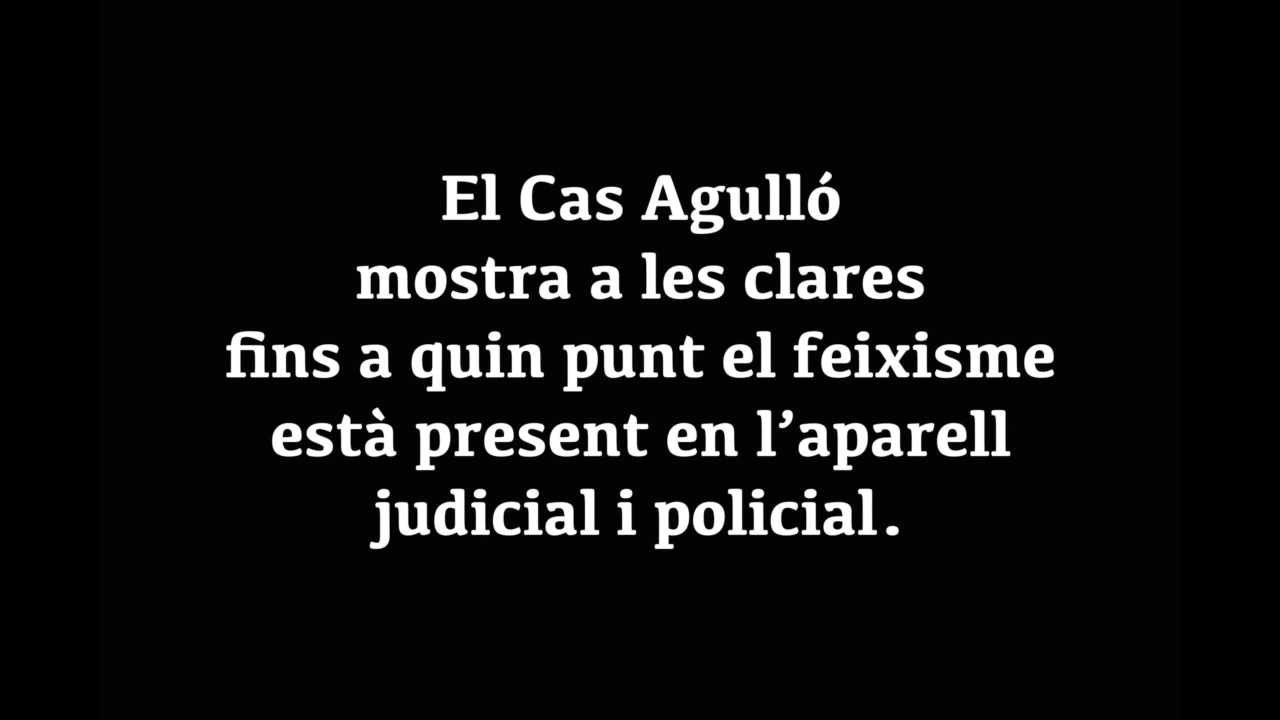 El Cas Agulló
mostra a les clares
fins a quin punt el feixisme
està present en l’aparell
judicial i policial.